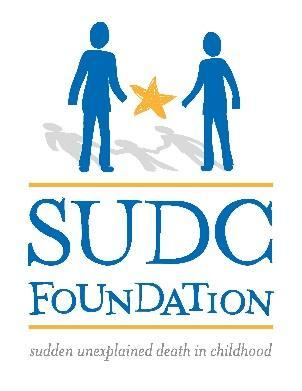 SUDC
FOUNDATION
sudden unexplained death in childhood